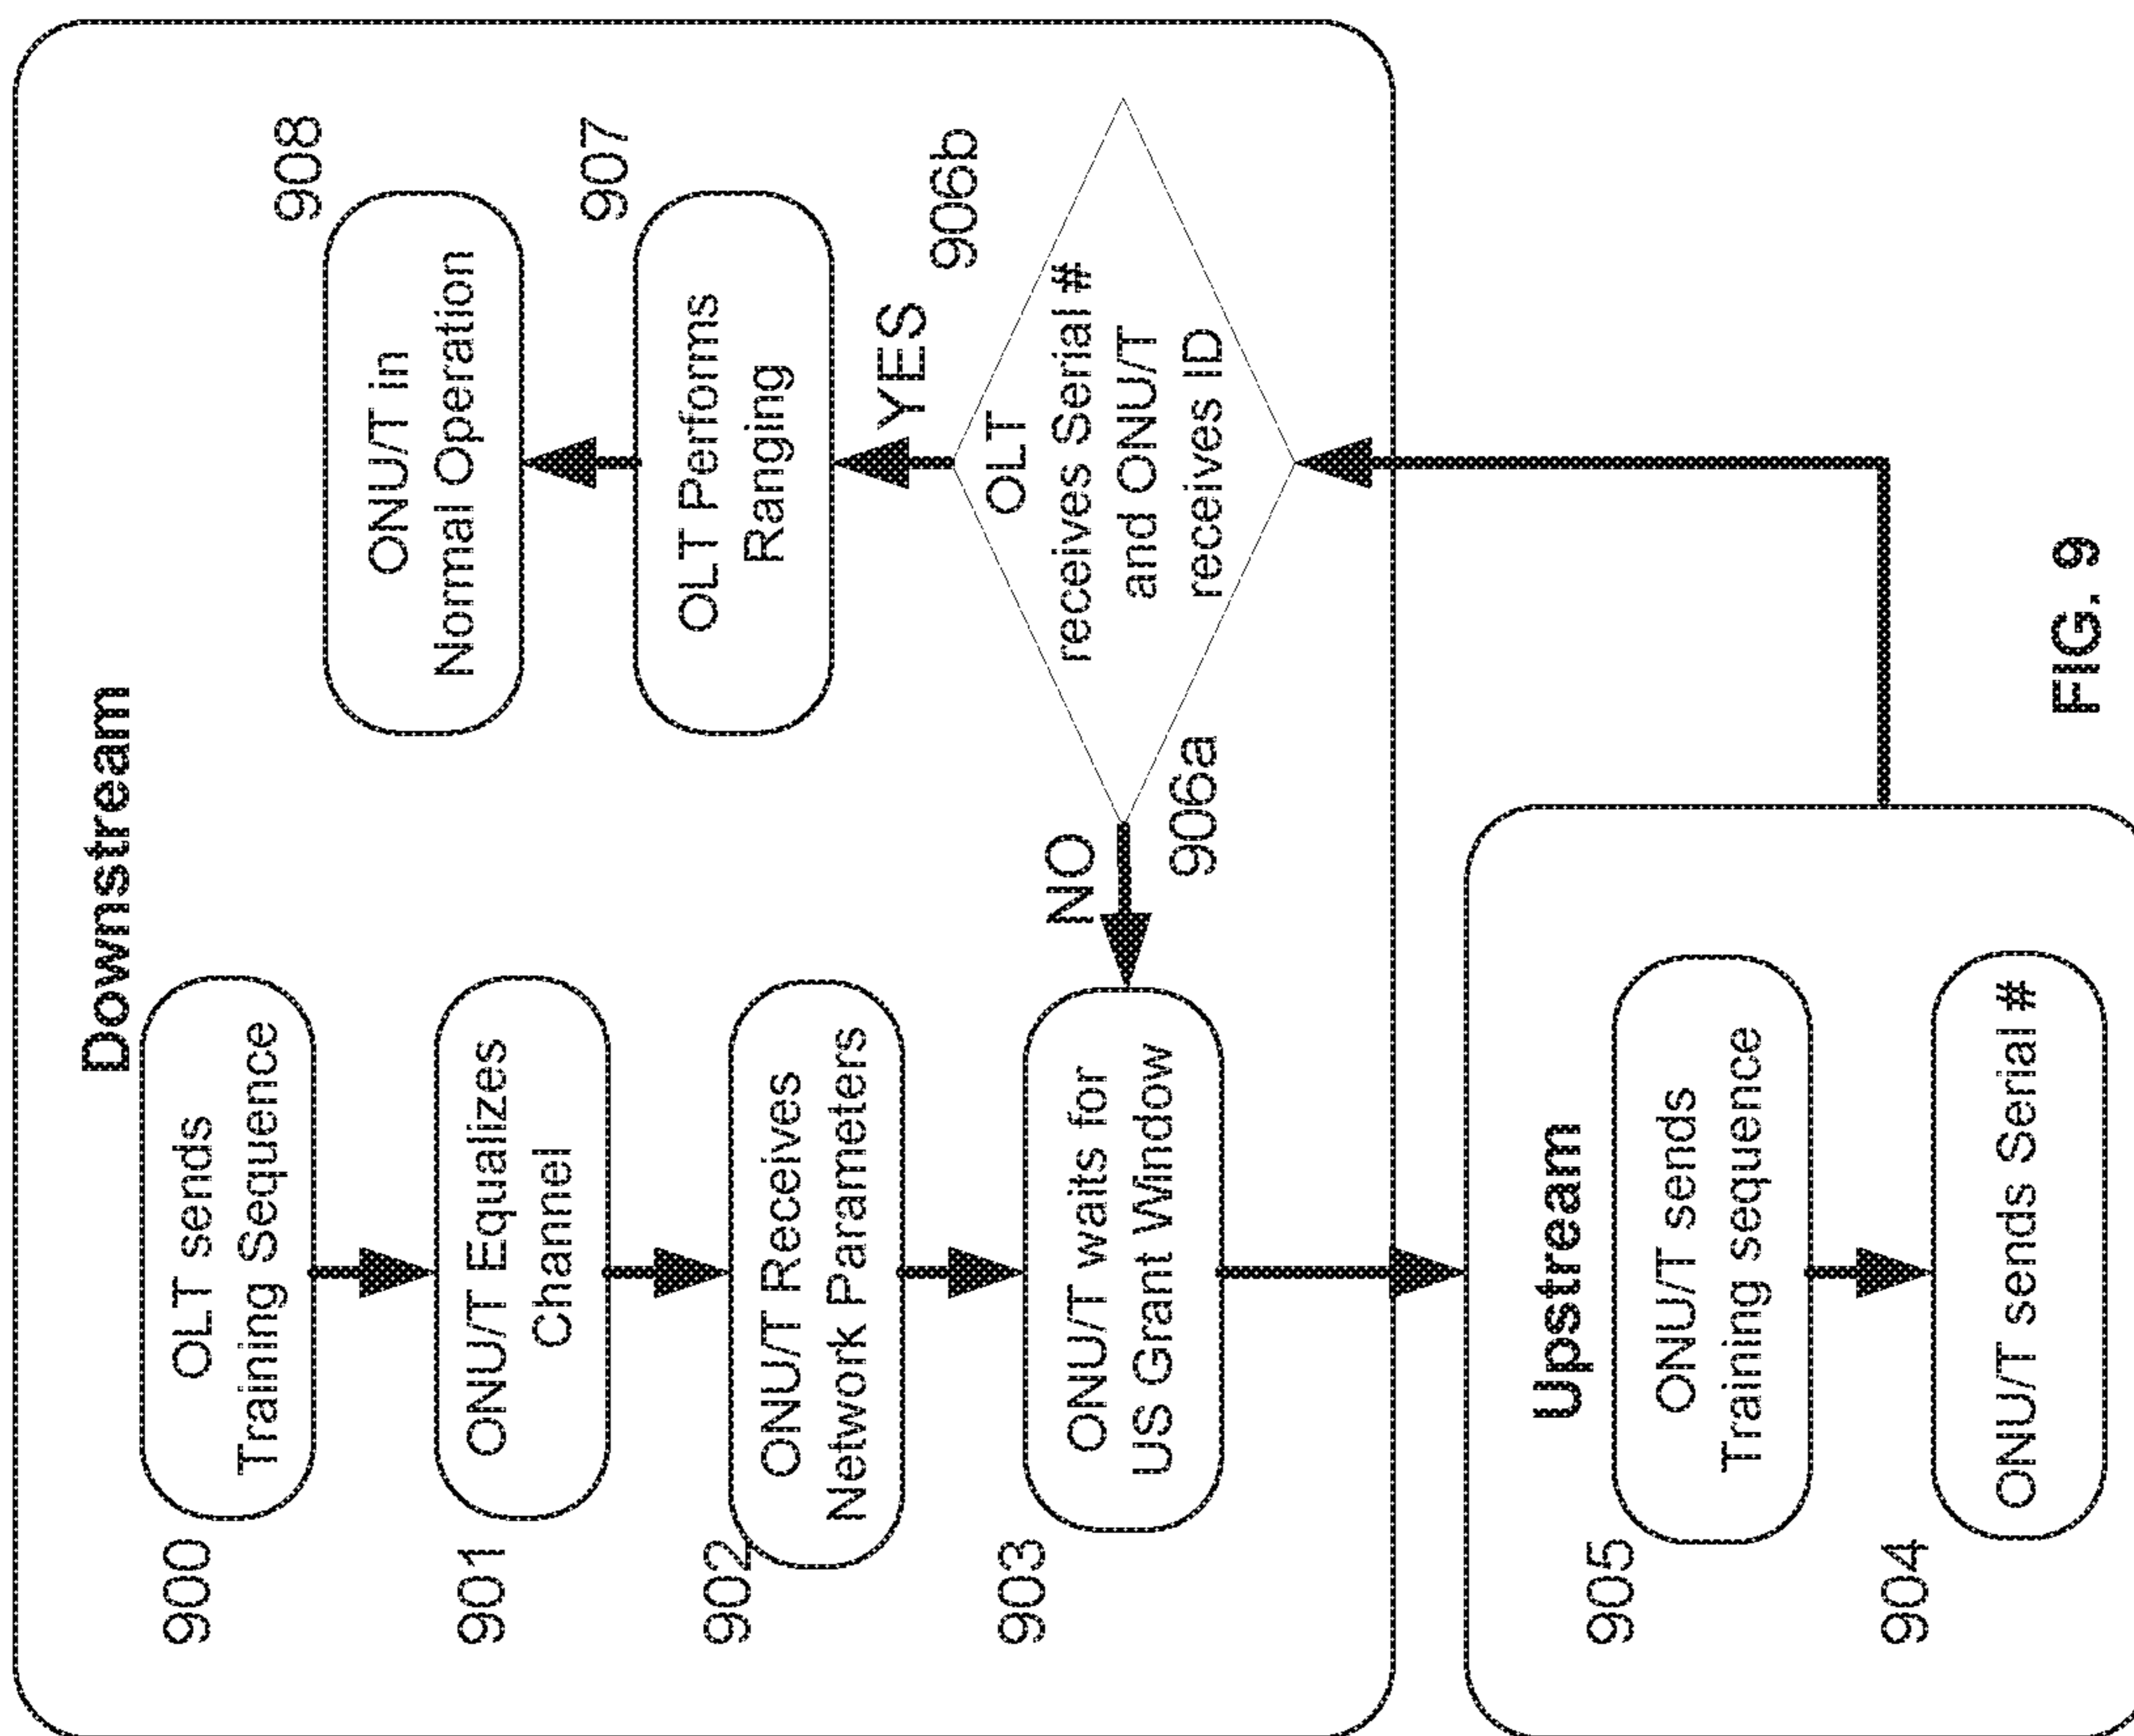 Downstream
900
OLT sends
Training Sequence
901
ONU/T Equalizes
Channel
902
ONU/T Receives
Network Parameters
903
ONU/T waits for
US Grant Window
908
ONU/T in
Normal Operation
907
OLT Performs
Ranging
YES
906b
OLT
receives Serial #
and ONU/T
receives ID
NO
906a
Upstream
905
ONU/T sends
Training sequence
904
ONU/T sends Serial #
FIG. 9